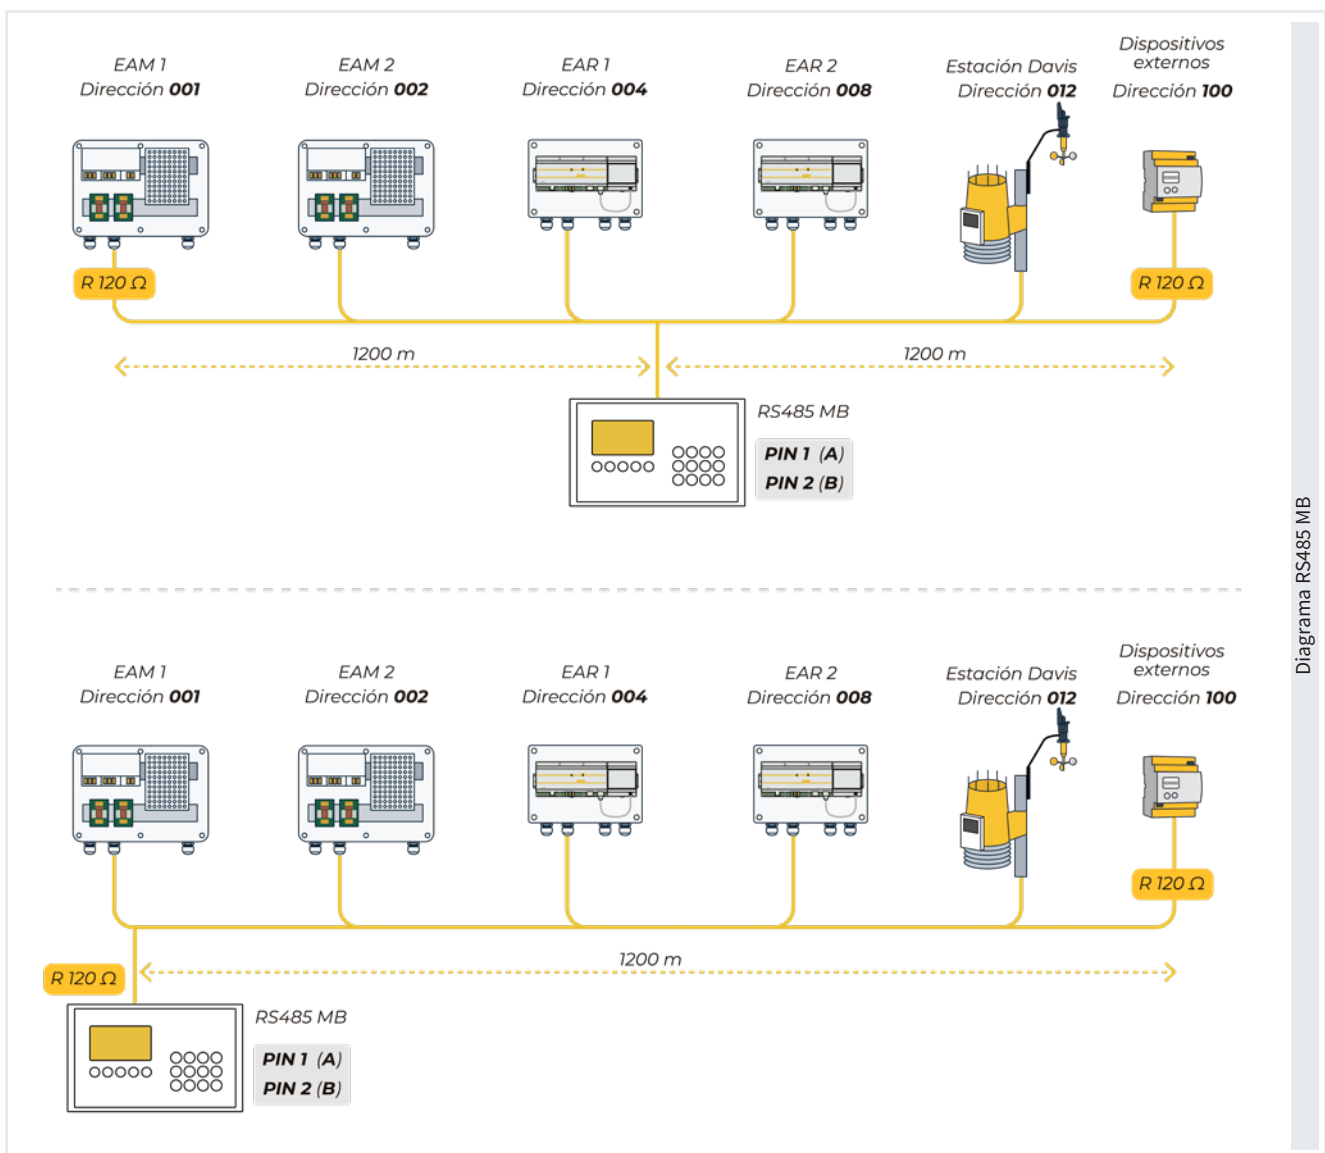 EAM 1
Dirección 001
EAM 2
Dirección 002
EAR 1
Dirección 004
EAR 2
Dirección 008
Estación Davis
Dirección 012
Dispositivos
externos
Dirección 100
R 120 Ω
R 120 Ω
1200 m
1200 m
RS485 MB
PIN 1 (A)
PIN 2 (B)
Diagrama RS485 MB
EAM 1
Dirección 001
EAM 2
Dirección 002
EAR 1
Dirección 004
EAR 2
Dirección 008
Estación Davis
Dirección 012
Dispositivos
externos
Dirección 100
R 120 Ω
R 120 Ω
1200 m
RS485 MB
PIN 1 (A)
PIN 2 (B)